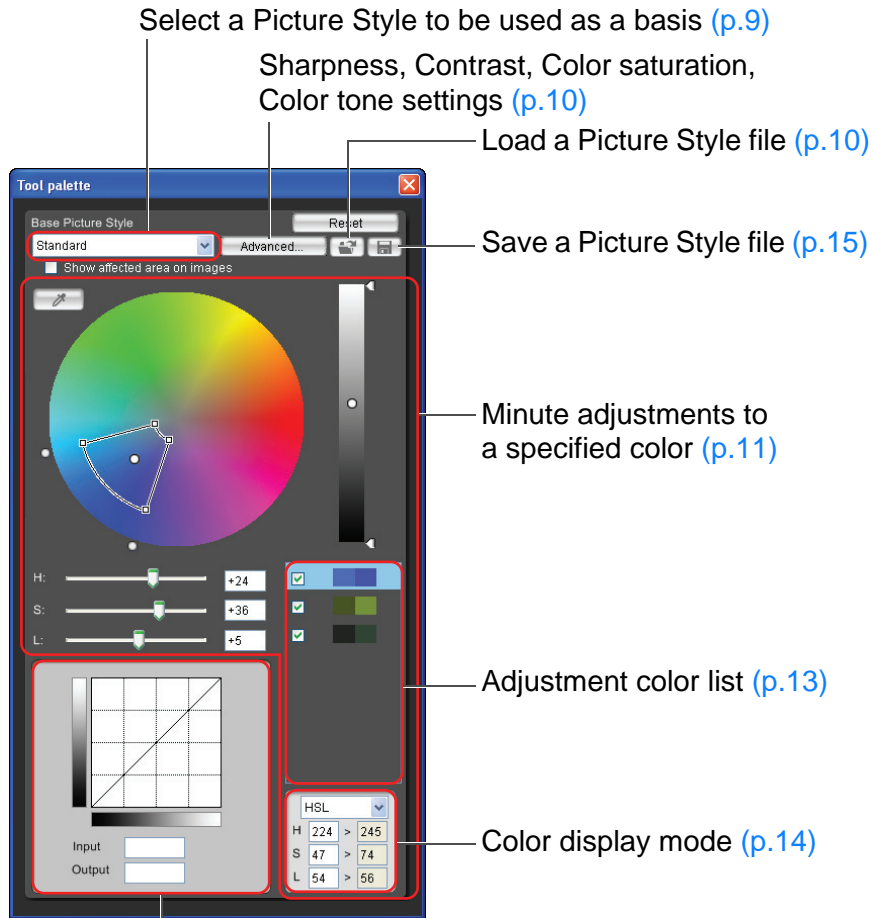 Select a Picture Style to be used as a basis (p.9)
Sharpness, Contrast, Color saturation,
Color tone settings (p.10)
Load a Picture Style file (p.10)
Tool palette
Base Picture Style
Reset
Standard
Advanced...
Save a Picture Style file (p.15)
Show affected area on images
Minute adjustments to
a specified color (p.11)
H: +24
S: +36
L: +5
Adjustment color list (p.13)
HSL
H 224 > 245
S 47 > 74
L 54 > 56
Color display mode (p.14)
Input
Output